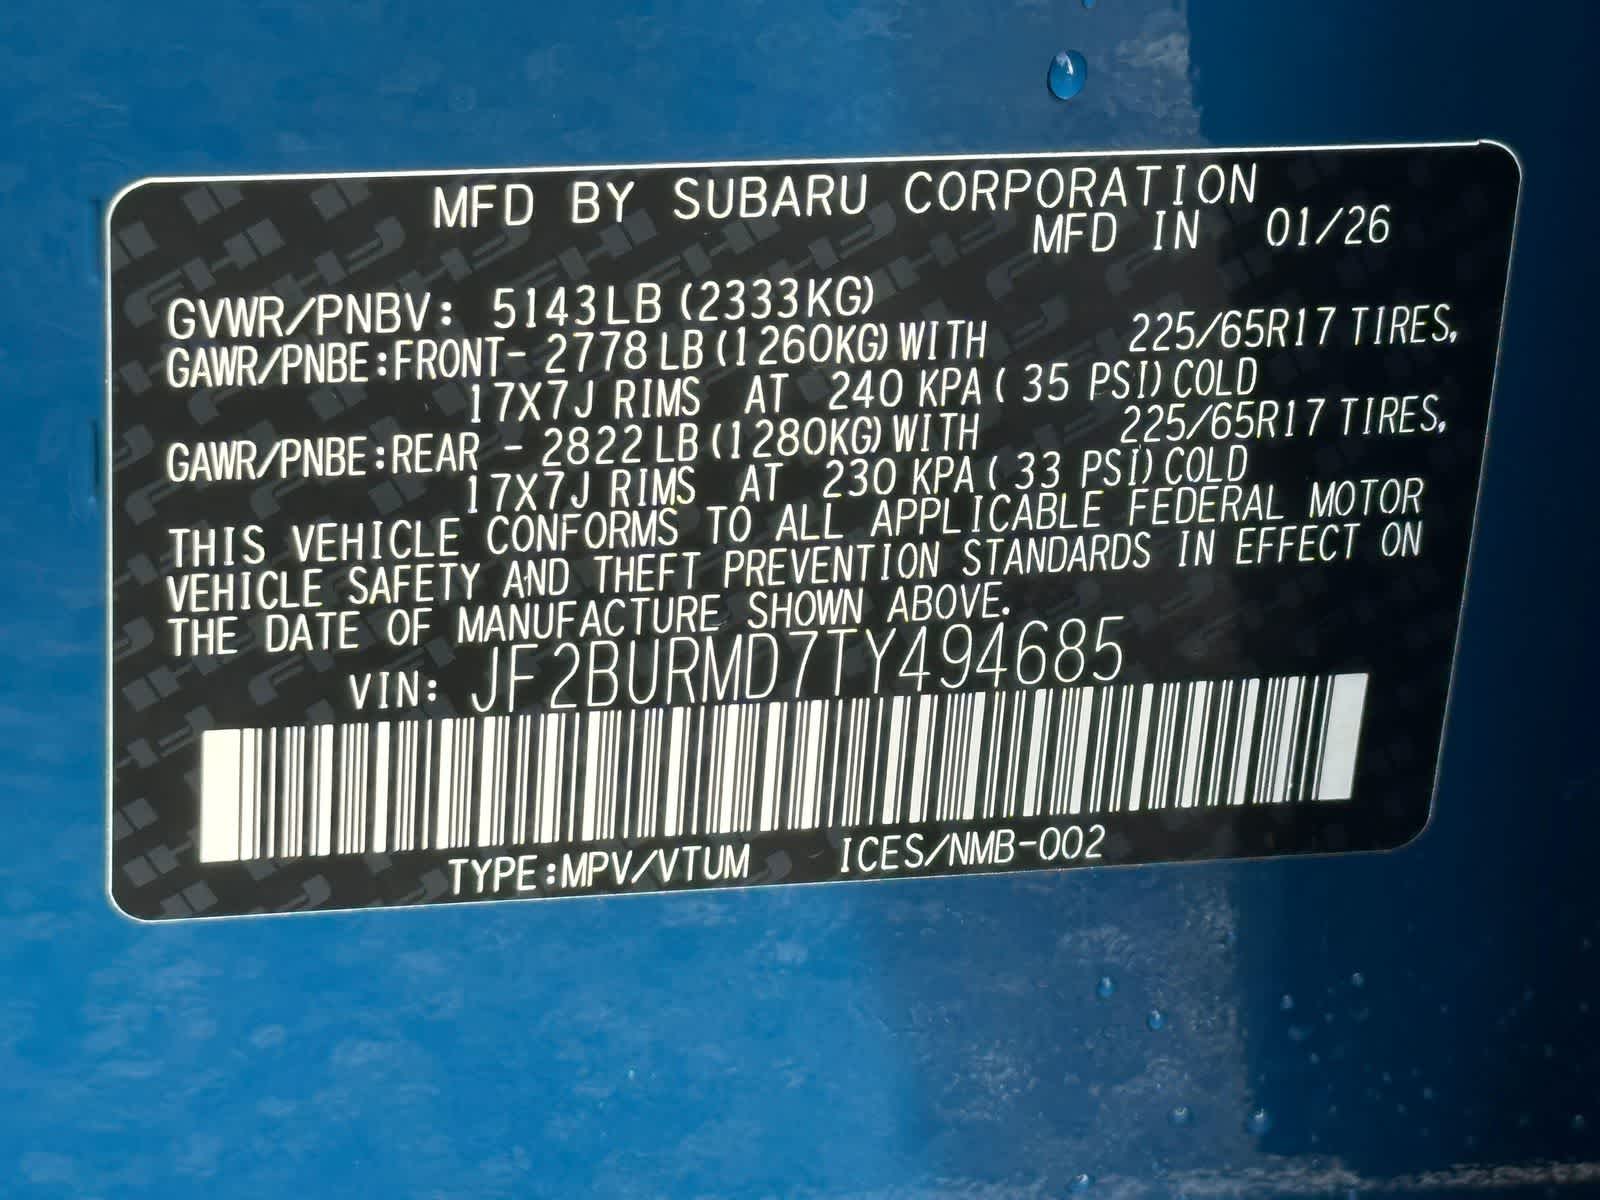 MFD BY SUBARU CORPORATION
MFD IN 01/26
GVWR/PNBV: 5143LB (2333KG)
GAWR/PNBE:FRONT- 2778 LB (1260KG) WITH 225/65R17 TIRES,
17X7J RIMS AT 240 KPA ( 35 PSI) COLD
GAWR/PNBE:REAR - 2822 LB (1280KG) WITH 225/65R17 TIRES,
17X7J RIMS AT 230 KPA ( 33 PSI) COLD
THIS VEHICLE CONFORMS TO ALL APPLICABLE FEDERAL MOTOR
VEHICLE SAFETY AND THEFT PREVENTION STANDARDS IN EFFECT ON
THE DATE OF MANUFACTURE SHOWN ABOVE.
VIN: JF2BURMD7TY494685
TYPE:MPV/VTUM ICES/NMB-002